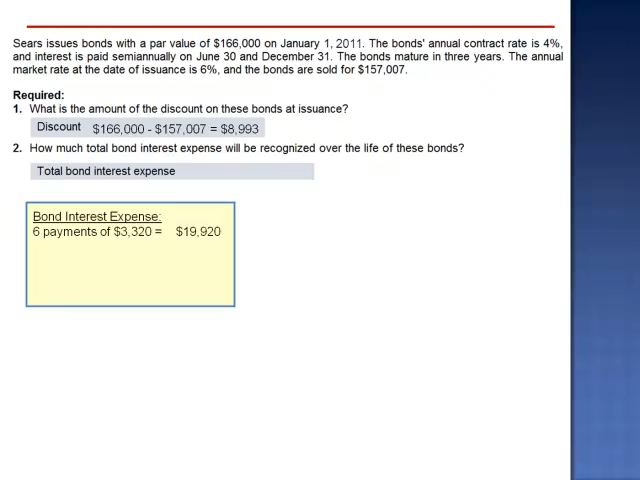 Sears issues bonds with a par value of $166,000 on January 1, 2011. The bonds' annual contract rate is 4%,
and interest is paid semiannually on June 30 and December 31. The bonds mature in three years. The annual
market rate at the date of issuance is 6%, and the bonds are sold for $157,007.
Required:
1. What is the amount of the discount on these bonds at issuance?
Discount $166,000 - $157,007 = $8,993
2. How much total bond interest expense will be recognized over the life of these bonds?
Total bond interest expense
Bond Interest Expense:
6 payments of $3,320 = $19,920